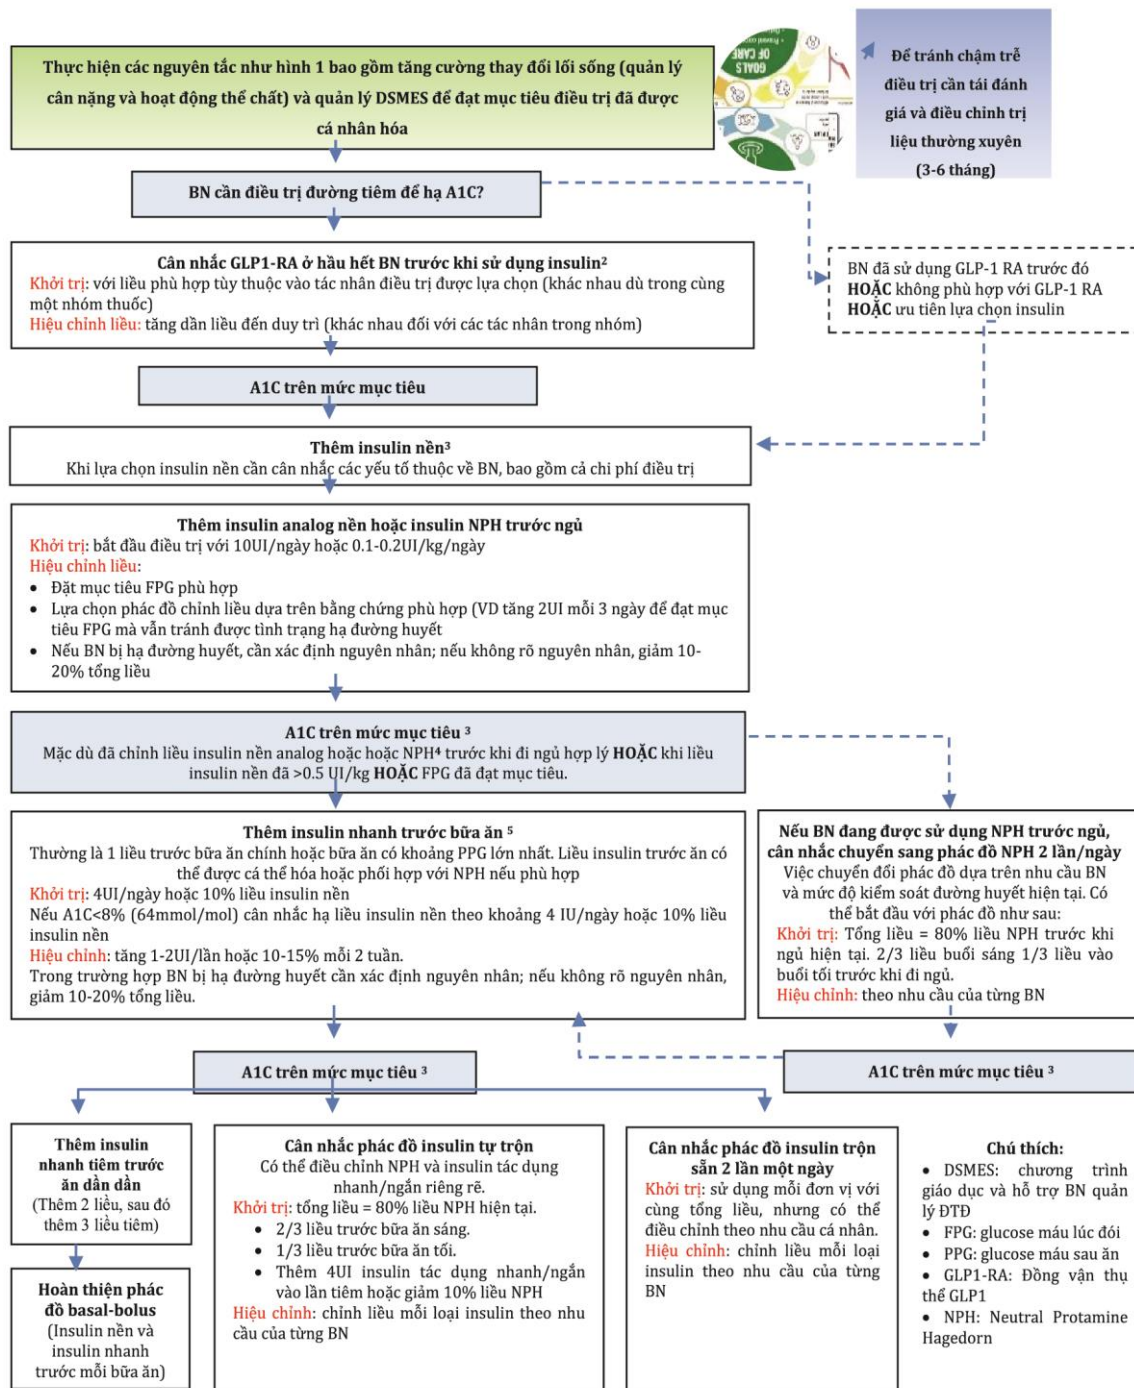 Thực hiện các nguyên tắc như hình 1 bao gồm tăng cường thay đổi lối sống (quản lý
cân nặng và hoạt động thể chất) và quản lý DSMES để đạt mục tiêu điều trị đã được
cá nhân hóa
GOALS
OF CARE
Để tránh chậm trễ
điều trị cần tái đánh
giá và điều chỉnh trị
liệu thường xuyên
(3-6 tháng)
BN cần điều trị đường tiêm để hạ A1C?
Cân nhắc GLP1-RA ở hầu hết BN trước khi sử dụng insulin²
Khởi trị: với liều phù hợp tùy thuộc vào tác nhân điều trị được lựa chọn (khác nhau dù trong cùng
một nhóm thuốc)
Hiệu chỉnh liều: tăng dần liều đến duy trì (khác nhau đối với các tác nhân trong nhóm)
BN đã sử dụng GLP-1 RA trước đó
HOẶC không phù hợp với GLP-1 RA
HOẶC ưu tiên lựa chọn insulin
A1C trên mức mục tiêu
Thêm insulin nền³
Khi lựa chọn insulin nền cần cân nhắc các yếu tố thuộc về BN, bao gồm cả chi phí điều trị
Thêm insulin analog nền hoặc insulin NPH trước ngủ
Khởi trị: bắt đầu điều trị với 10UI/ngày hoặc 0.1-0.2UI/kg/ngày
Hiệu chỉnh liều:
• Đặt mục tiêu FPG phù hợp
• Lựa chọn phác đồ chỉnh liều dựa trên bằng chứng phù hợp (VD tăng 2UI mỗi 3 ngày để đạt mục
tiêu FPG mà vẫn tránh được tình trạng hạ đường huyết
• Nếu BN bị hạ đường huyết, cần xác định nguyên nhân; nếu không rõ nguyên nhân, giảm 10-
20% tổng liều
A1C trên mức mục tiêu ³
Mặc dù đã chỉnh liều insulin nền analog hoặc hoặc NPH⁴ trước khi đi ngủ hợp lý HOẶC khi liều
insulin nền đã >0.5 UI/kg HOẶC FPG đã đạt mục tiêu.
Thêm insulin nhanh trước bữa ăn ⁵
Thường là 1 liều trước bữa ăn chính hoặc bữa ăn có khoảng PPG lớn nhất. Liều insulin trước ăn có
thể được cá thể hóa hoặc phối hợp với NPH nếu phù hợp
Khởi trị: 4UI/ngày hoặc 10% liều insulin nền
Nếu A1C<8% (64mmol/mol) cân nhắc hạ liều insulin nền theo khoảng 4 IU/ngày hoặc 10% liều
insulin nền
Hiệu chỉnh: tăng 1-2UI/lần hoặc 10-15% mỗi 2 tuần.
Trong trường hợp BN bị hạ đường huyết cần xác định nguyên nhân; nếu không rõ nguyên nhân,
giảm 10-20% tổng liều.
Nếu BN đang được sử dụng NPH trước ngủ,
cân nhắc chuyển sang phác đồ NPH 2 lần/ngày
Việc chuyển đổi phác đồ dựa trên nhu cầu BN
và mức độ kiểm soát đường huyết hiện tại. Có
thể bắt đầu với phác đồ như sau:
Khởi trị: Tổng liều = 80% liều NPH trước khi
ngủ hiện tại. 2/3 liều buổi sáng 1/3 liều vào
buổi tối trước khi đi ngủ.
Hiệu chỉnh: theo nhu cầu của từng BN
A1C trên mức mục tiêu ³
A1C trên mức mục tiêu ³
Thêm insulin
nhanh tiêm trước
ăn dần dần
(Thêm 2 liều, sau đó
thêm 3 liều tiêm)
Hoàn thiện phác
đồ basal-bolus
(Insulin nền và
insulin nhanh
trước mỗi bữa ăn)
Cân nhắc phác đồ insulin tự trộn
Có thể điều chỉnh NPH và insulin tác dụng
nhanh/ngắn riêng rẽ.
Khởi trị: tổng liều = 80% liều NPH hiện tại.
• 2/3 liều trước bữa ăn sáng.
• 1/3 liều trước bữa ăn tối.
• Thêm 4UI insulin tác dụng nhanh/ngắn
vào lần tiêm hoặc giảm 10% liều NPH
Hiệu chỉnh: chỉnh liều mỗi loại insulin theo nhu
cầu của từng BN
Cân nhắc phác đồ insulin trộn
sẵn 2 lần một ngày
Khởi trị: sử dụng mỗi đơn vị với
cùng tổng liều, nhưng có thể
điều chỉnh theo nhu cầu cá nhân.
Hiệu chỉnh: chỉnh liều mỗi loại
insulin theo nhu cầu của từng
BN
Chú thích:
• DSMES: chương trình
giáo dục và hỗ trợ BN quản
lý ĐTĐ
• FPG: glucose máu lúc đói
• PPG: glucose máu sau ăn
• GLP1-RA: Đồng vận thụ
thể GLP1
• NPH: Neutral Protamine
Hagedorn